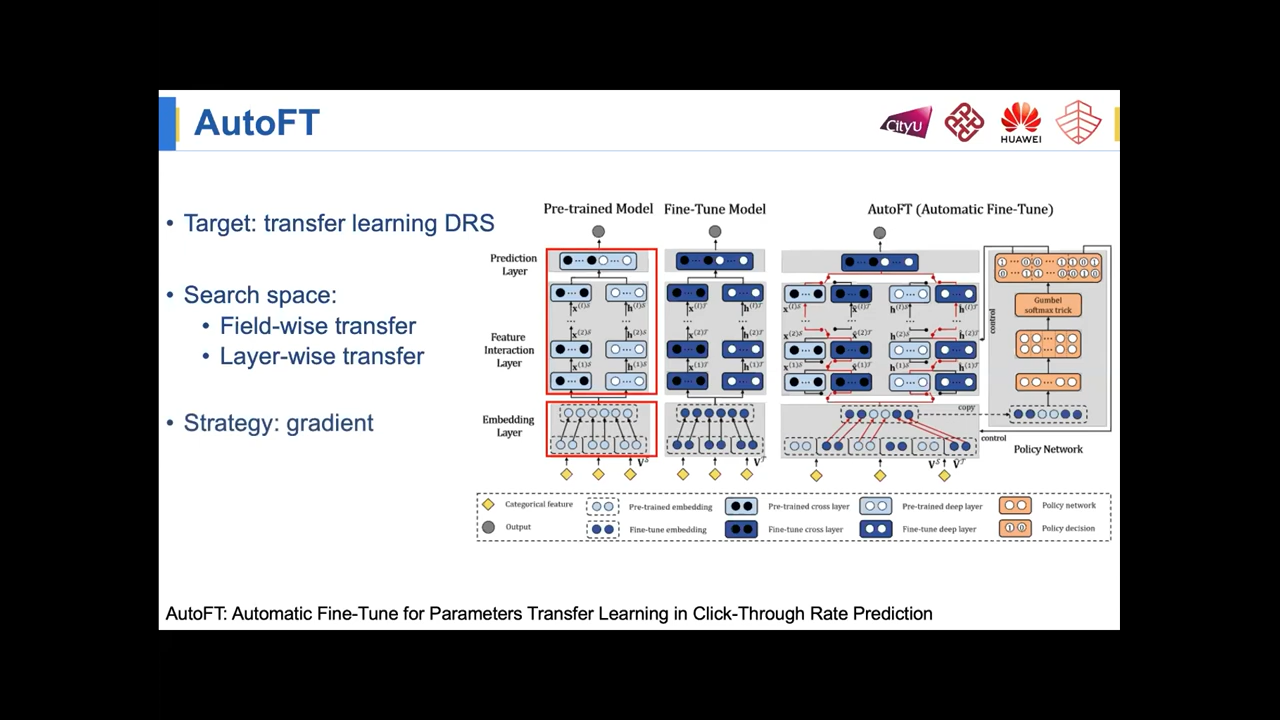 AutoFT
CityU
HUAWEI
• Target: transfer learning DRS
• Search space:
• Field-wise transfer
• Layer-wise transfer
• Strategy: gradient
Pre-trained Model
Fine-Tune Model
AutoFT (Automatic Fine-Tune)
Prediction
Layer
Feature
Interaction
Layer
Embedding
Layer
Gumbel
softmax trick
control
copy
control
Policy Network
Categorical feature
Pre-trained embedding
Pre-trained cross layer
Pre-trained deep layer
Policy network
Output
Fine-tune embedding
Fine-tune cross layer
Fine-tune deep layer
Policy decision
AutoFT: Automatic Fine-Tune for Parameters Transfer Learning in Click-Through Rate Prediction